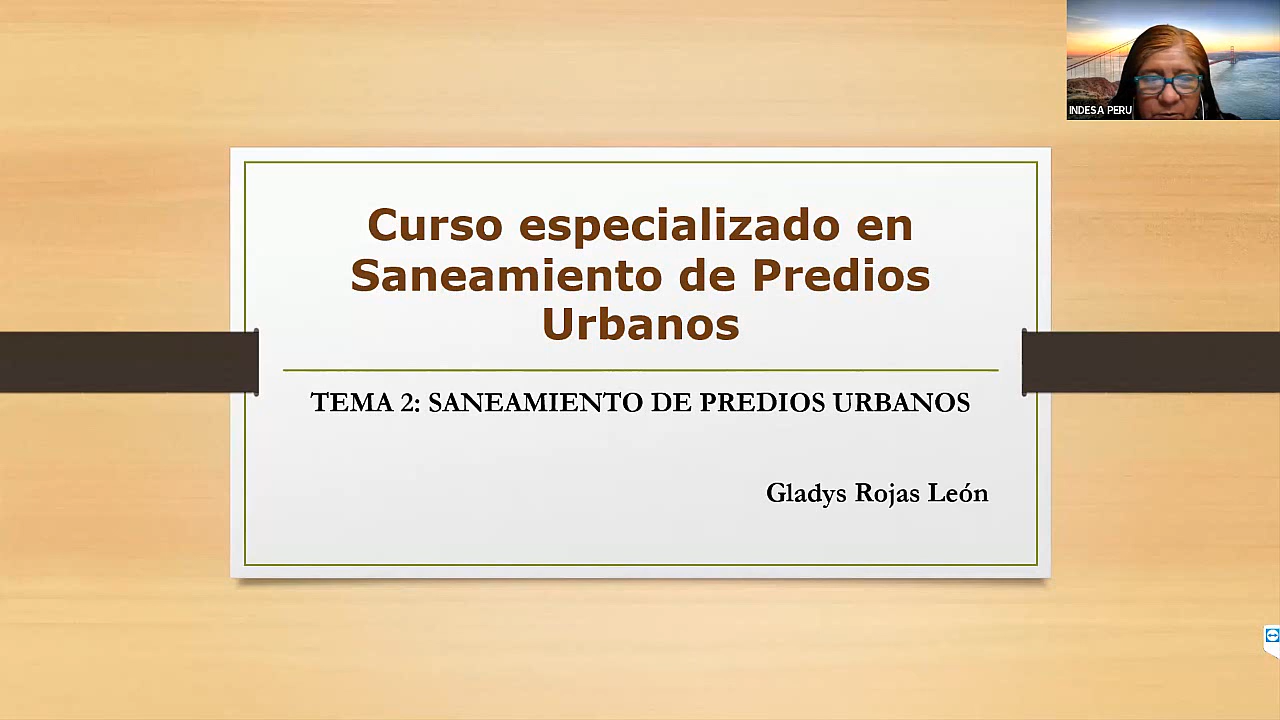 INDESA PERU
Curso especializado en
Saneamiento de Predios
Urbanos
TEMA 2: SANEAMIENTO DE PREDIOS URBANOS
Gladys Rojas León